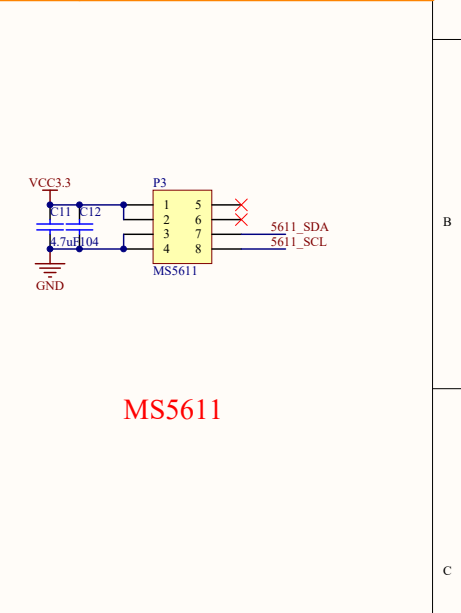 VCC3.3
P3
C11 C12
1 5
2 6
3 7
4 8
5611_SDA
5611_SCL
4.7uF 104
MS5611
GND
MS5611
B
C